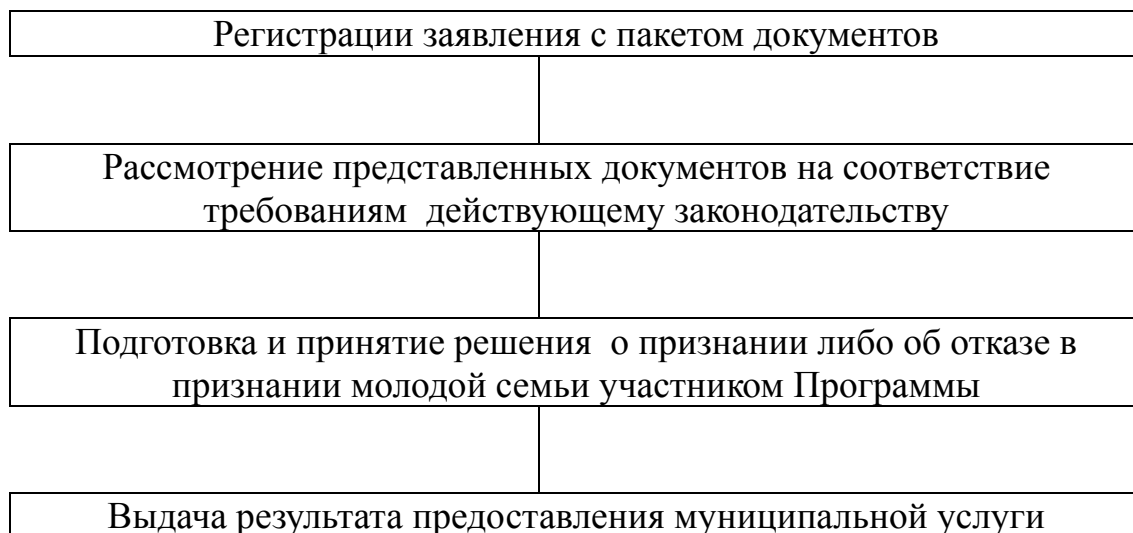 Регистрации заявления с пакетом документов
Рассмотрение представленных документов на соответствие
требованиям действующему законодательству
Подготовка и принятие решения о признании либо об отказе в
признании молодой семьи участником Программы
Выдача результата предоставления муниципальной услуги